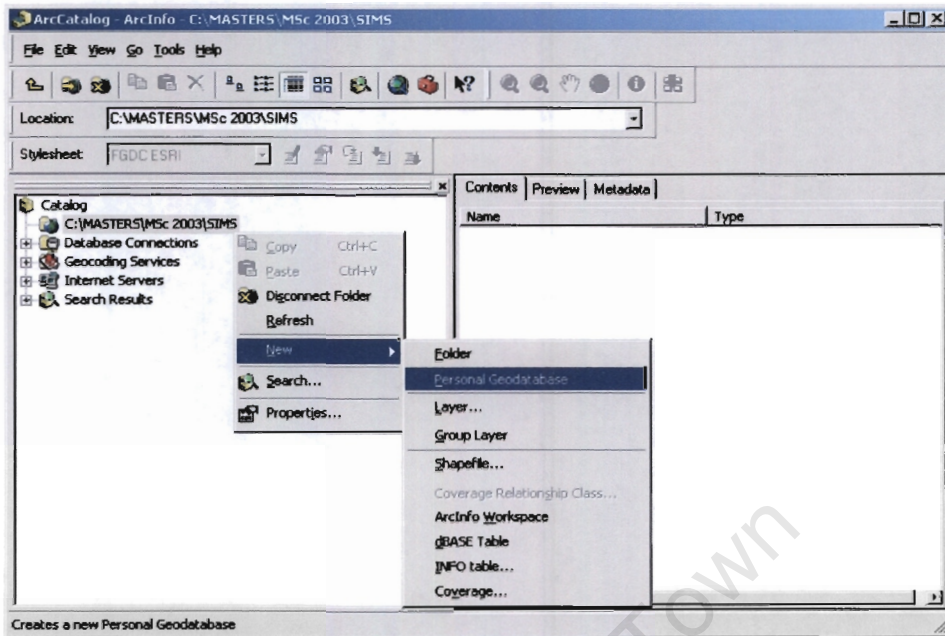 ArcCatalog - ArcInfo - C:\MASTERS\MSc 2003\SIMS
File Edit View Go Tools Help
Location: C:\MASTERS\MSc 2003\SIMS
Stylesheet: FGDC ESRI
Contents Preview Metadata
Name Type
Catalog
C:\MASTERS\MSc 2003\SIMS
Database Connections
Geocoding Services
Internet Servers
Search Results
Copy Ctrl+C
Paste Ctrl+V
Disconnect Folder
Refresh
New
Search...
Properties...
Folder
Personal Geodatabase
Layer...
Group Layer
Shapefile...
Coverage Relationship Class...
ArcInfo Workspace
dBASE Table
INFO table...
Coverage...
Creates a new Personal Geodatabase
Town